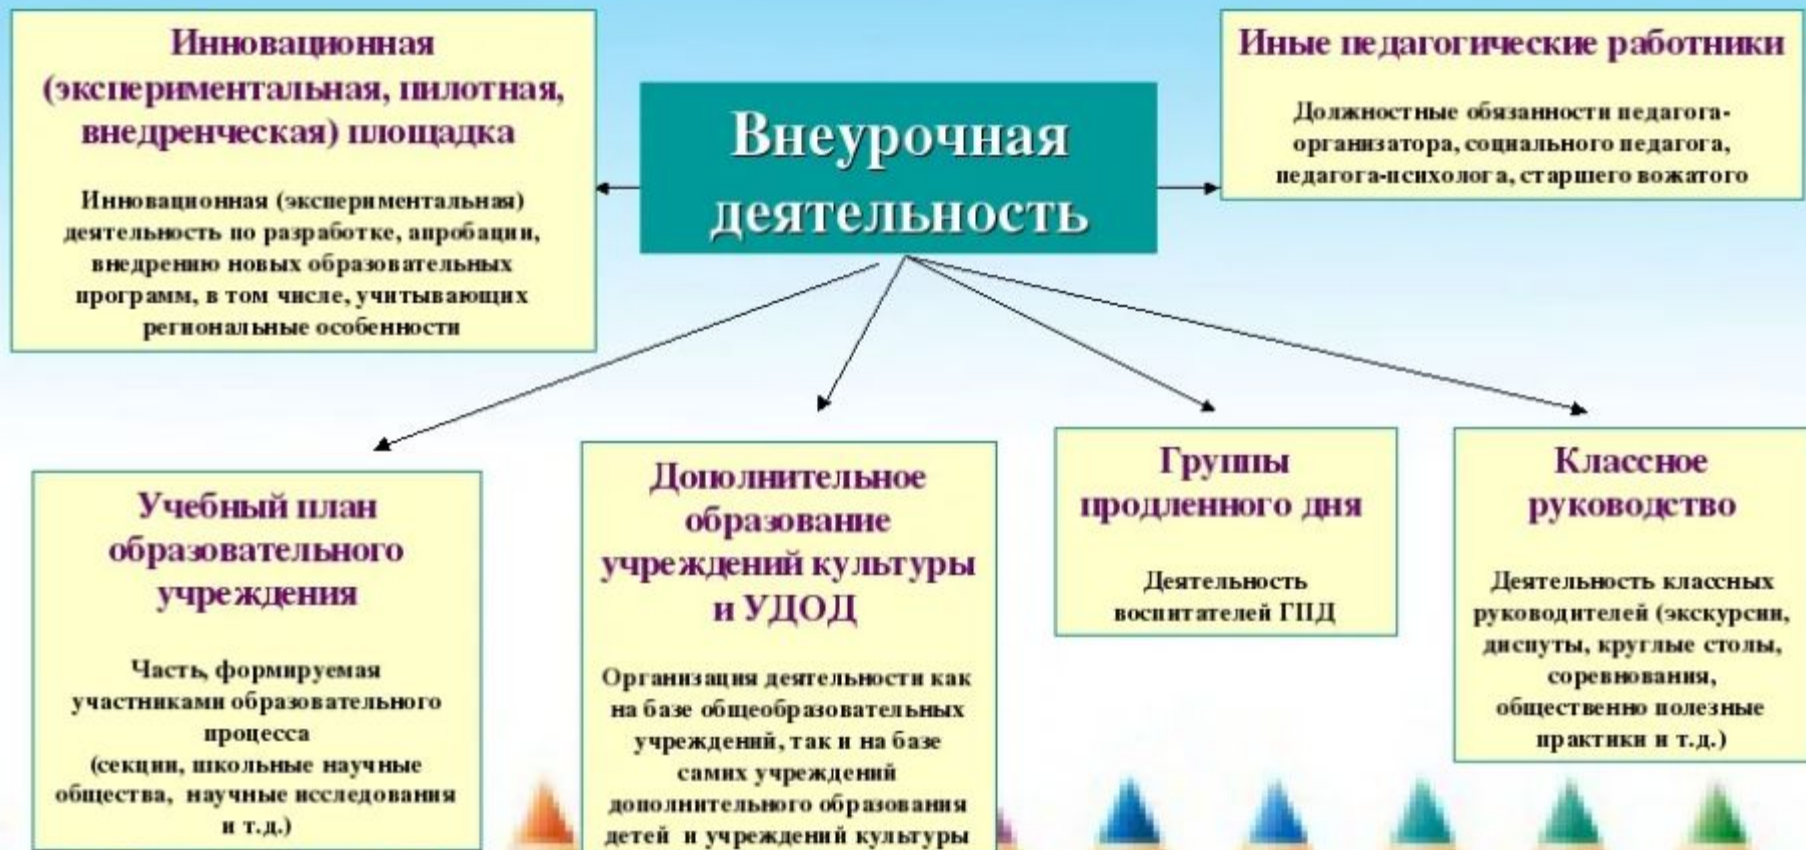 Инновационная
(экспериментальная, пилотная,
внедренческая) площадка
Инновационная (экспериментальная)
деятельность по разработке, апробации,
внедрению новых образовательных
программ, в том числе, учитывающих
региональные особенности
Внеурочная
деятельность
Иные педагогические работники
Должностные обязанности педагога-
организатора, социального педагога,
педагога-психолога, старшего вожатого
Учебный план
образовательного
учреждения
Часть, формируемая
участниками образовательного
процесса
(секции, школьные научные
общества, научные исследования
и т.д.)
Дополнительное
образование
учреждений культуры
и УДОД
Организация деятельности как
на базе общеобразовательных
учреждений, так и на базе
самих учреждений
дополнительного образования
детей и учреждений культуры
Группы
продленного дня
Деятельность
воспитателей ГПД
Классное
руководство
Деятельность классных
руководителей (экскурсии,
диспуты, круглые столы,
соревнования,
общественно полезные
практики и т.д.)